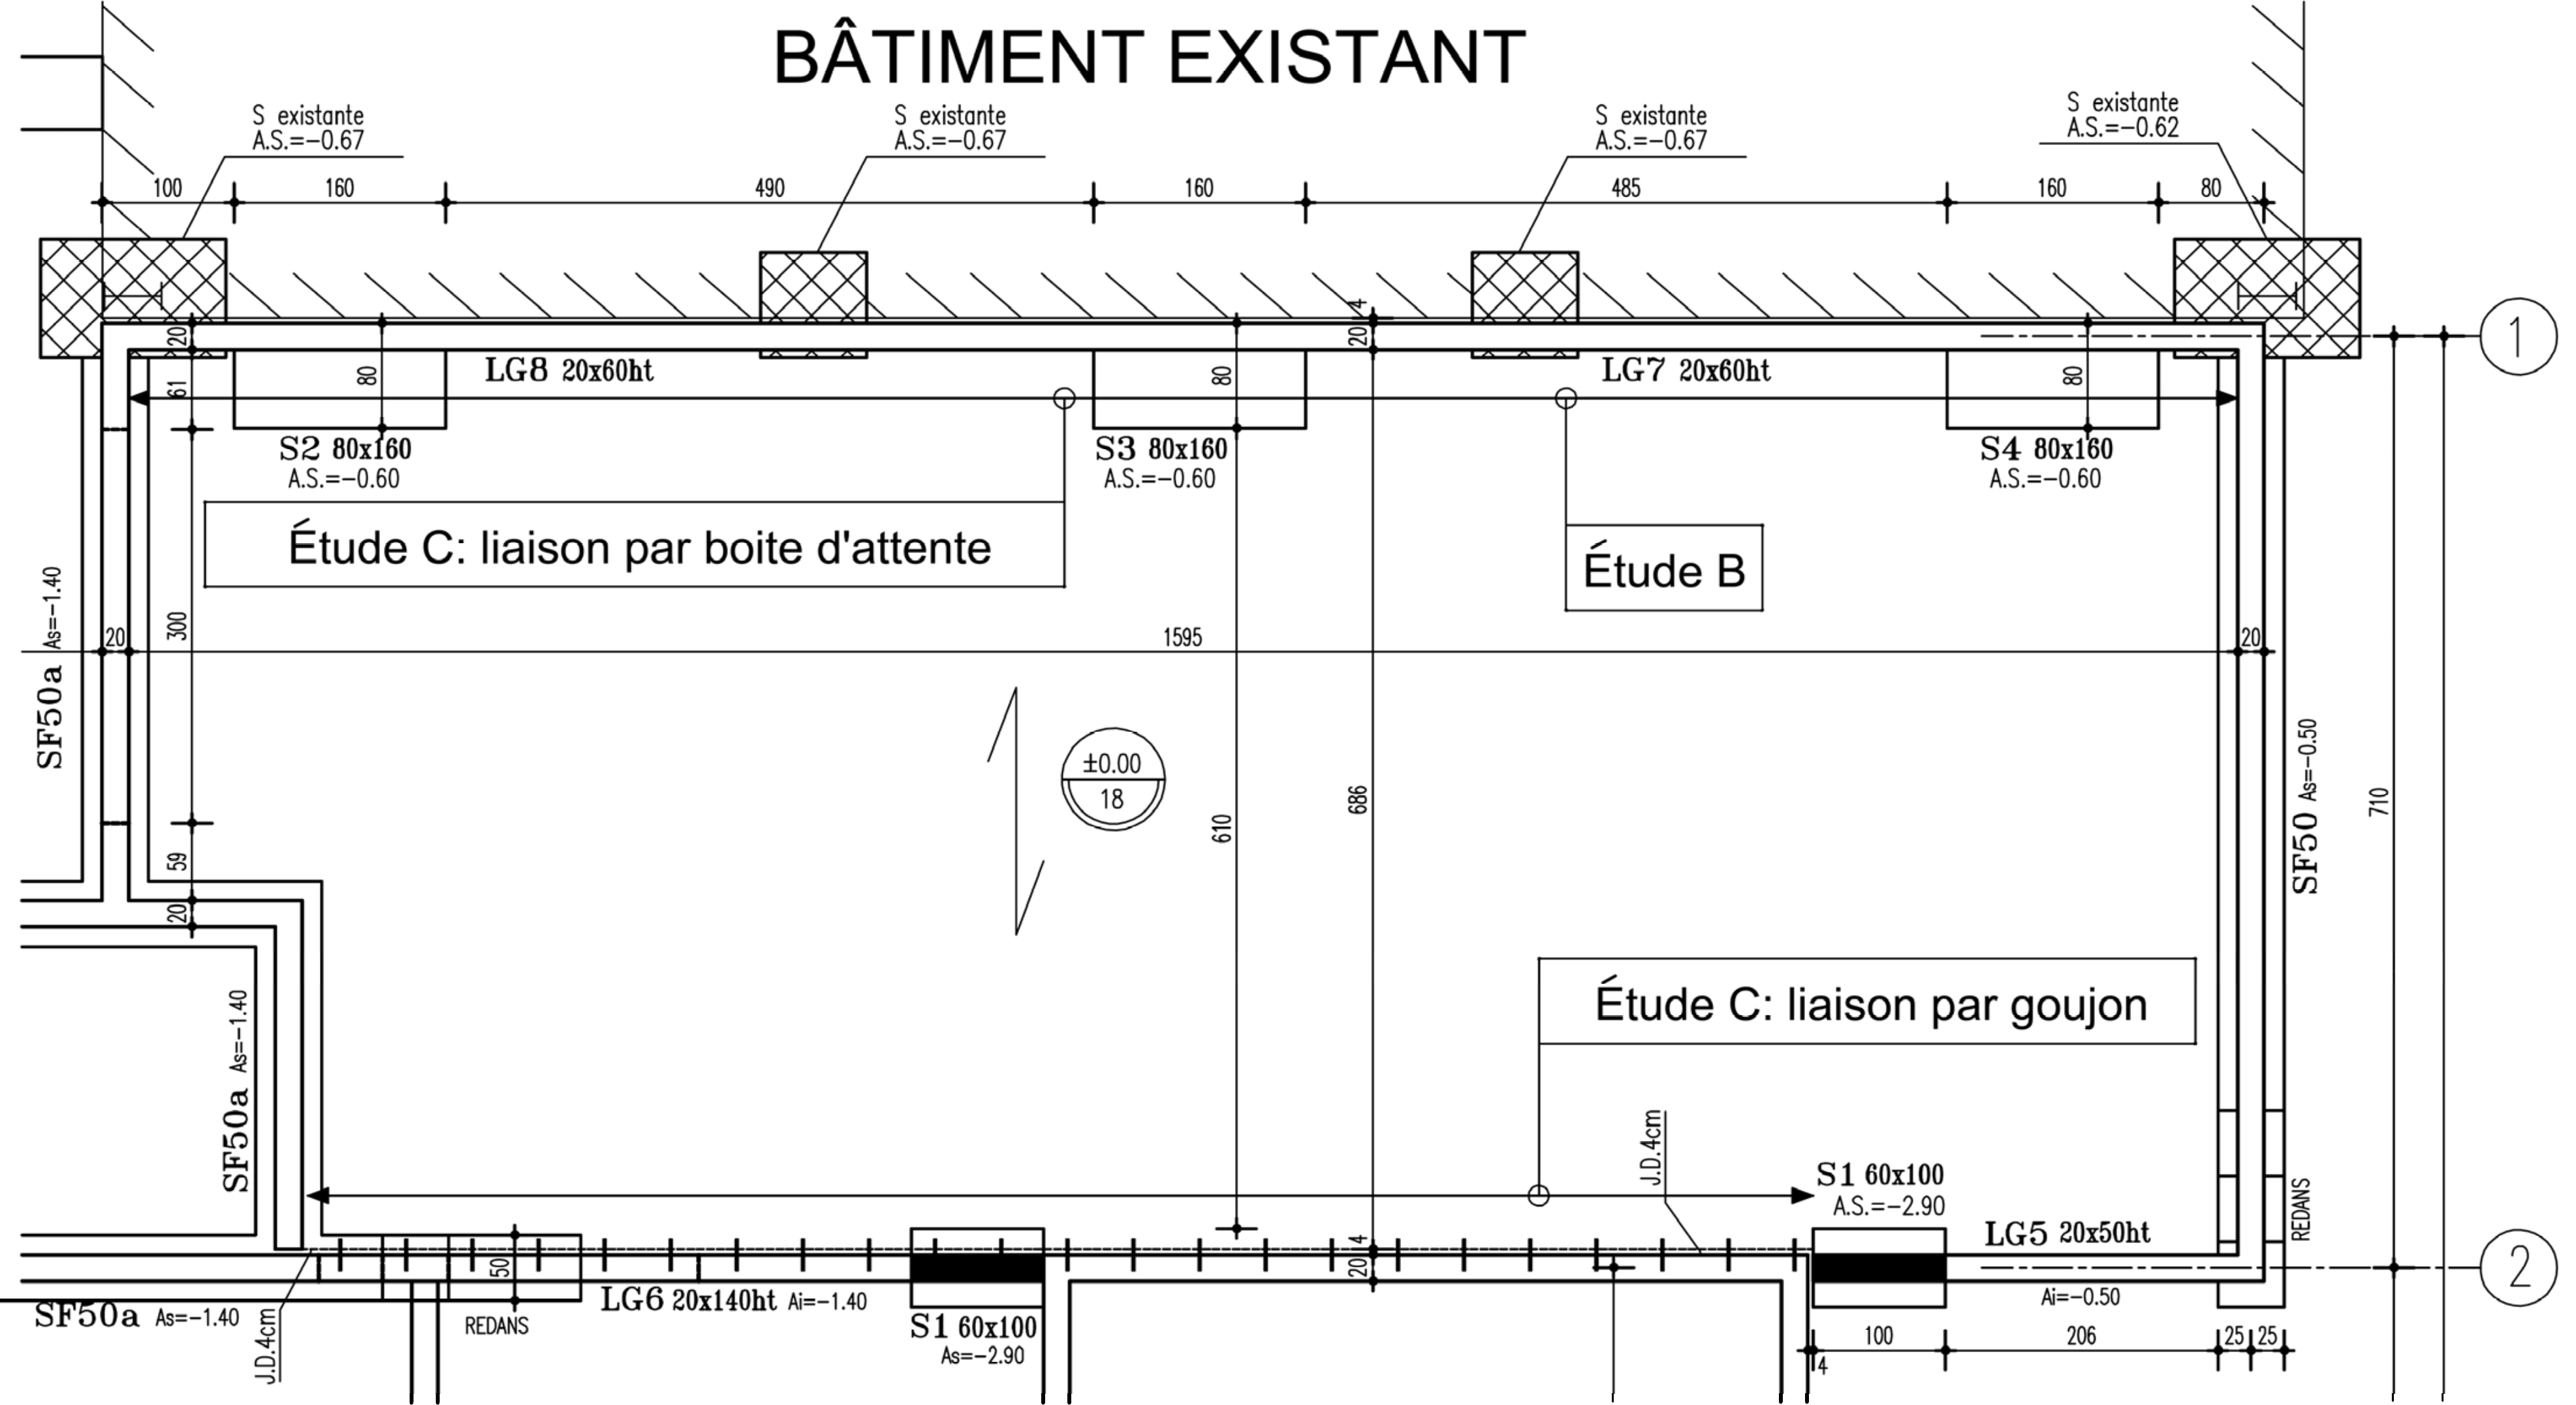 BÂTIMENT EXISTANT
S existante
A.S.=-0.67
S existante
A.S.=-0.67
S existante
A.S.=-0.67
S existante
A.S.=-0.62
100
160
490
160
485
160
80
20
61
80
LG8 20x60ht
80
4
20
LG7 20x60ht
80
1
S2 80x160
A.S.=-0.60
S3 80x160
A.S.=-0.60
S4 80x160
A.S.=-0.60
Étude C: liaison par boite d'attente
Étude B
SF50a As=-1.40
20
300
1595
20
±0.00
18
610
686
SF50 As=-0.50
710
59
20
SF50a As=-1.40
Étude C: liaison par goujon
J.D.4cm
S1 60x100
A.S.=-2.90
LG5 20x50ht
REDANS
50
4
20
2
SF50a As=-1.40
J.D.4cm
REDANS
LG6 20x140ht Ai=-1.40
S1 60x100
As=-2.90
Ai=-0.50
4
100
206
25
25